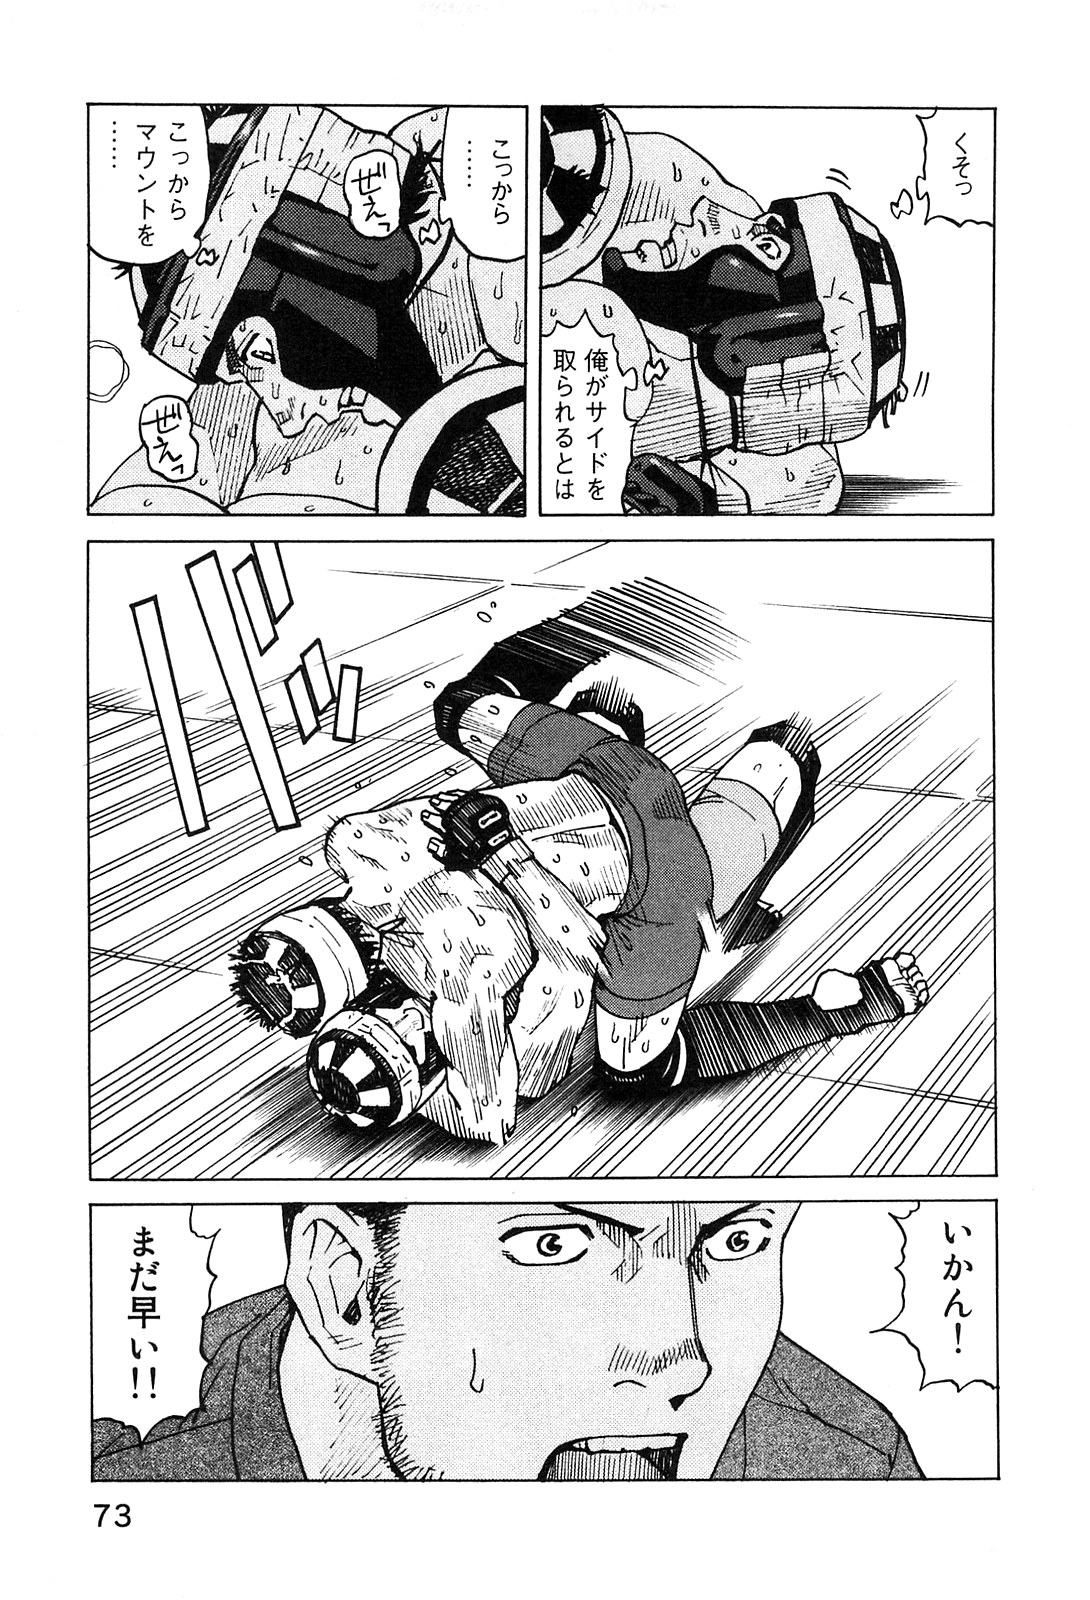 くそっ
俺がサイドを
取られるとは
こっから
……
ぜえっ
こっから
マウントを
……
ぜえっ
バッ
いかん！
まだ早い！！
73